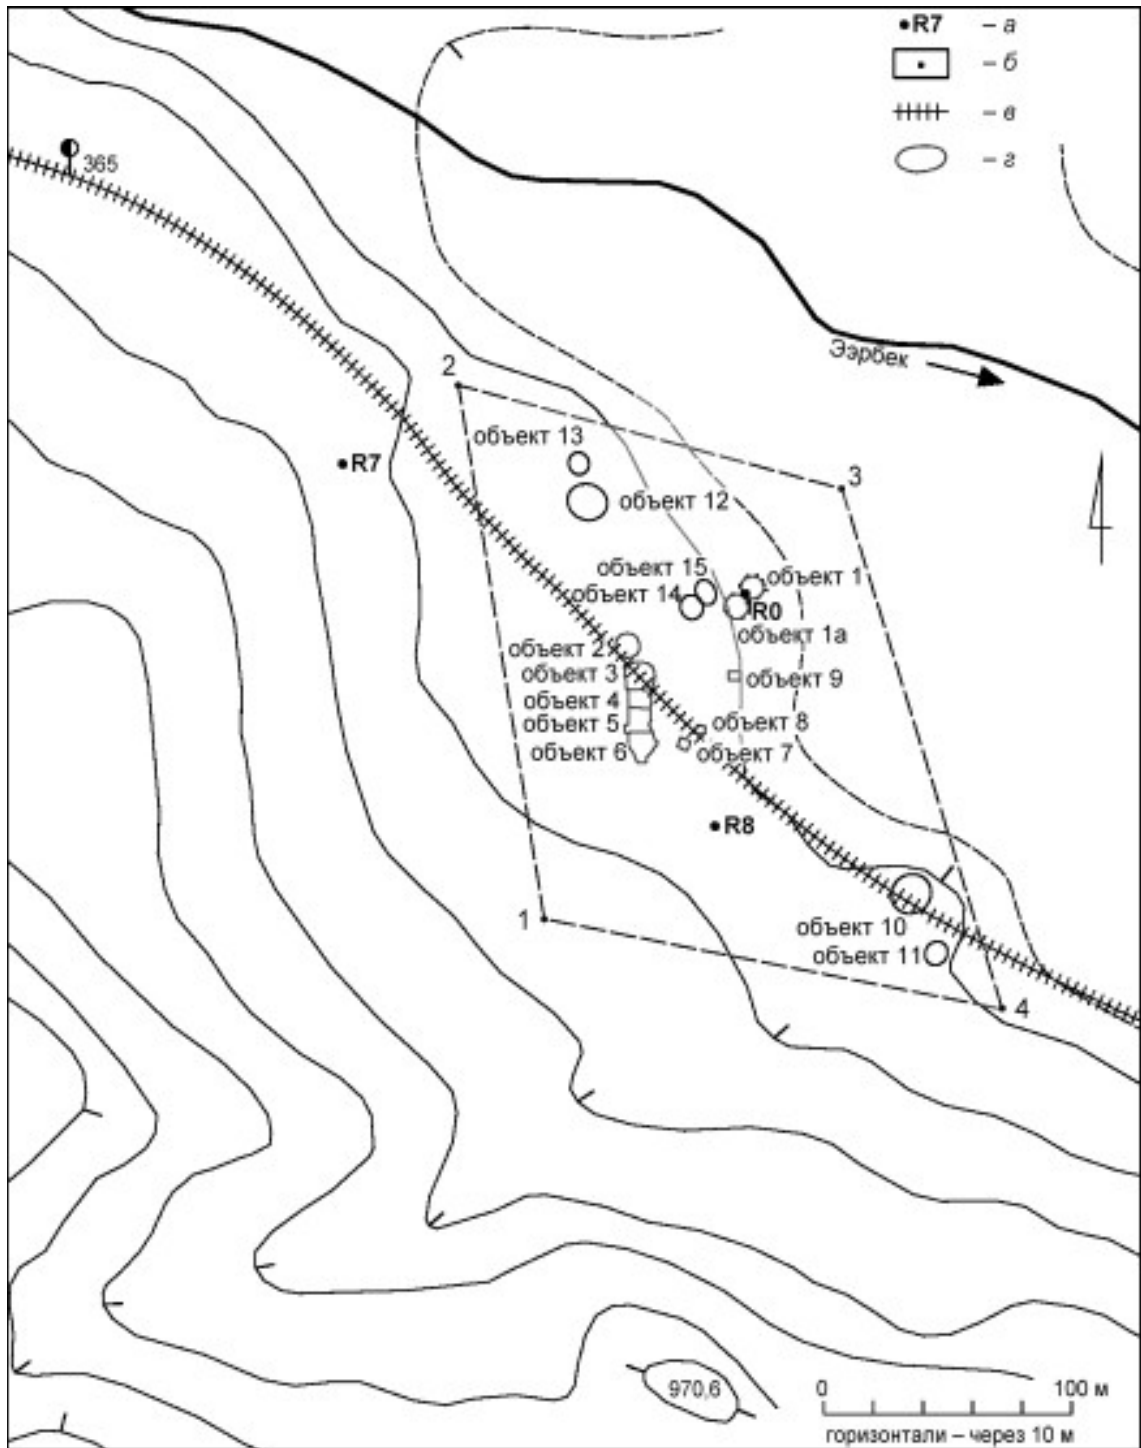 R7 – а
– б
– в
– г
365
Ээрбек
2
объект 13
3
R7
объект 12
объект 15
объект 1
объект 14
R0
объект 1а
объект 2
объект 3
объект 9
объект 4
объект 5
объект 8
объект 6
объект 7
R8
1
объект 10
объект 11
4
970,6
0 100 м
горизонтали – через 10 м